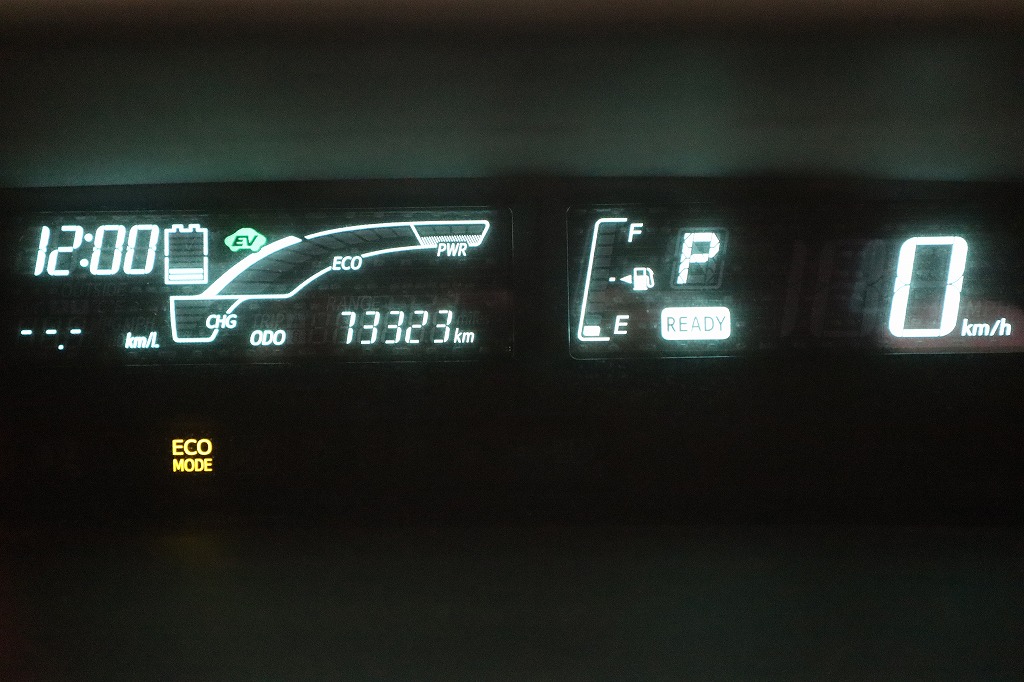 12:00
EV
ECO
PWR
CHG
--.- km/L
ODO 73323 km
F
P
E
READY
0 km/h
ECO
MODE